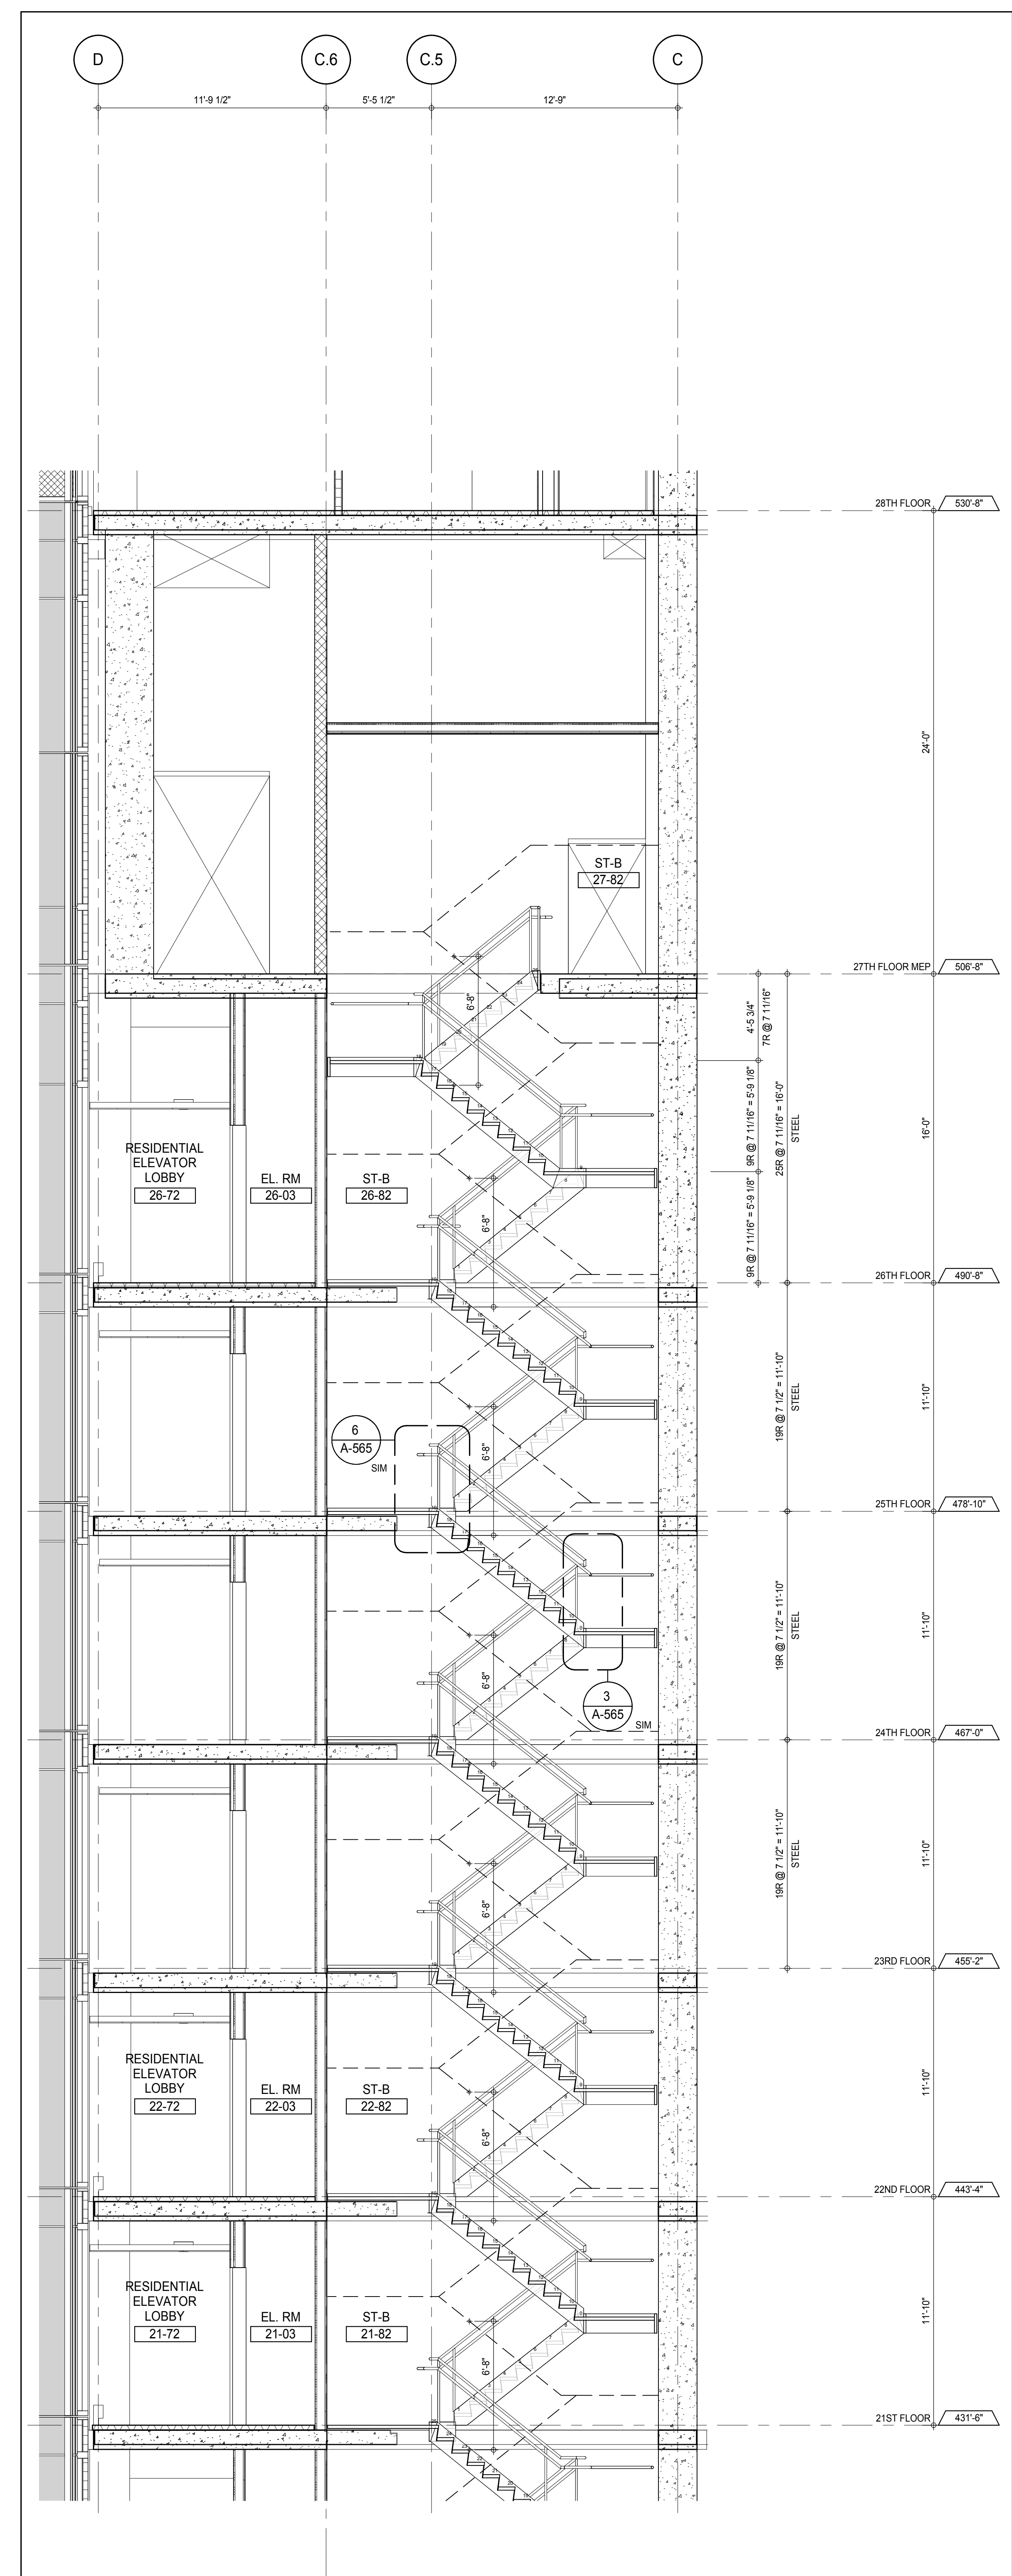 D
C.6
C.5
C
11'-9 1/2"
5'-5 1/2"
12'-9"
28TH FLOOR
530'-8"
24'-0"
ST-B
27-82
27TH FLOOR MEP
506'-8"
6'-8"
4'-5 3/4"
7R @ 7 11/16"
9R @ 7 11/16" = 5'-9 1/8"
9R @ 7 11/16" = 5'-9 1/8"
25R @ 7 11/16" = 16'-0"
STEEL
16'-0"
RESIDENTIAL
ELEVATOR
LOBBY
26-72
EL. RM
26-03
ST-B
26-82
6'-8"
26TH FLOOR
490'-8"
19R @ 7 1/2" = 11'-10"
STEEL
11'-10"
6
A-565
SIM
6'-8"
25TH FLOOR
478'-10"
19R @ 7 1/2" = 11'-10"
STEEL
11'-10"
6'-8"
3
A-565
SIM
24TH FLOOR
467'-0"
19R @ 7 1/2" = 11'-10"
STEEL
11'-10"
6'-8"
23RD FLOOR
455'-2"
RESIDENTIAL
ELEVATOR
LOBBY
22-72
EL. RM
22-03
ST-B
22-82
6'-8"
11'-10"
22ND FLOOR
443'-4"
RESIDENTIAL
ELEVATOR
LOBBY
21-72
EL. RM
21-03
ST-B
21-82
6'-8"
11'-10"
21ST FLOOR
431'-6"